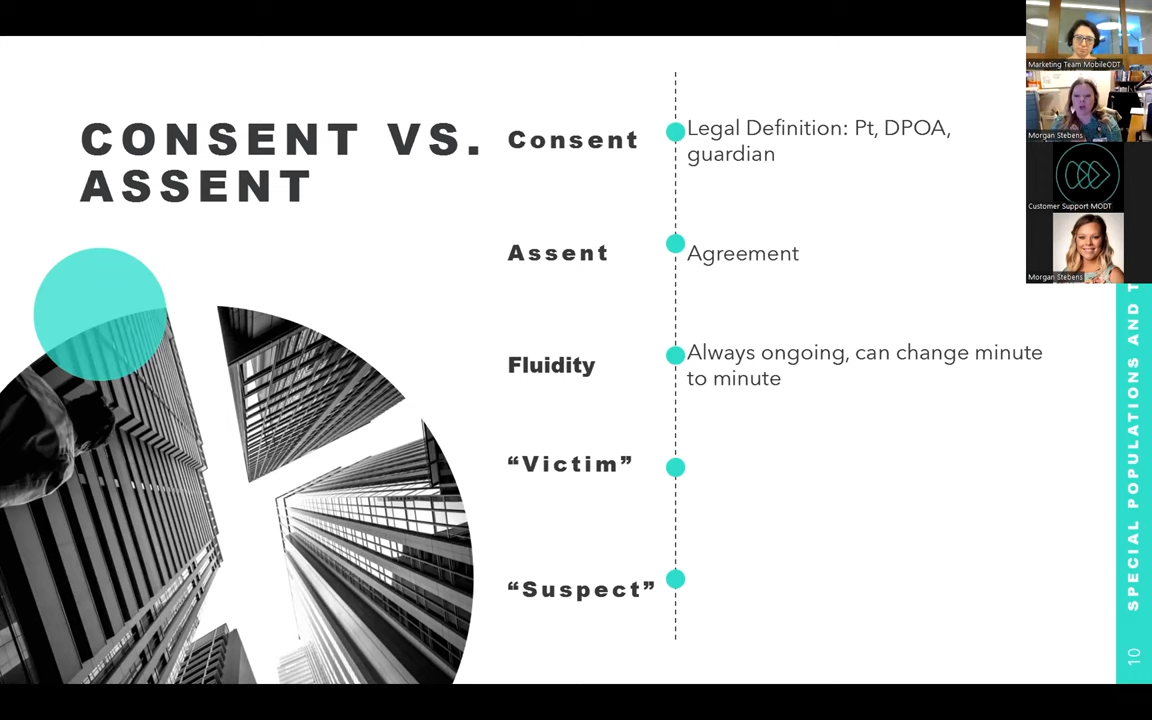 CONSENT VS.
ASSENT
Consent
Legal Definition: Pt, DPOA,
guardian
Assent
Agreement
Fluidity
Always ongoing, can change minute
to minute
“Victim”
“Suspect”
Marketing Team MobileODT
Morgan Stebens
Customer Support MODT
Morgan Stebens
SPECIAL POPULATIONS AND
10